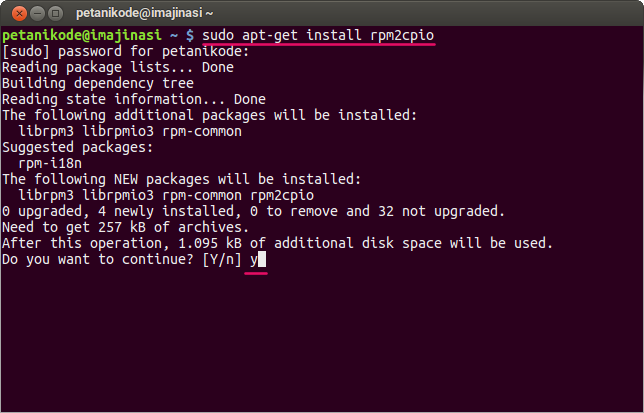 petanikode@imajinasi ~
petanikode@imajinasi ~ $ sudo apt-get install rpm2cpio
[sudo] password for petanikode:
Reading package lists... Done
Building dependency tree
Reading state information... Done
The following additional packages will be installed:
  librpm3 librpmio3 rpm-common
Suggested packages:
  rpm-i18n
The following NEW packages will be installed:
  librpm3 librpmio3 rpm-common rpm2cpio
0 upgraded, 4 newly installed, 0 to remove and 32 not upgraded.
Need to get 257 kB of archives.
After this operation, 1.095 kB of additional disk space will be used.
Do you want to continue? [Y/n] y